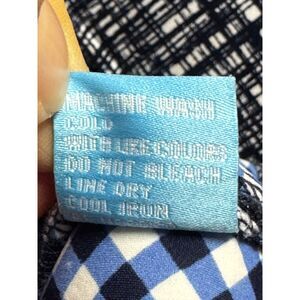 MACHINE WASH
COLD
WITH LIKE COLORS
DO NOT BLEACH
LINE DRY
COOL IRON